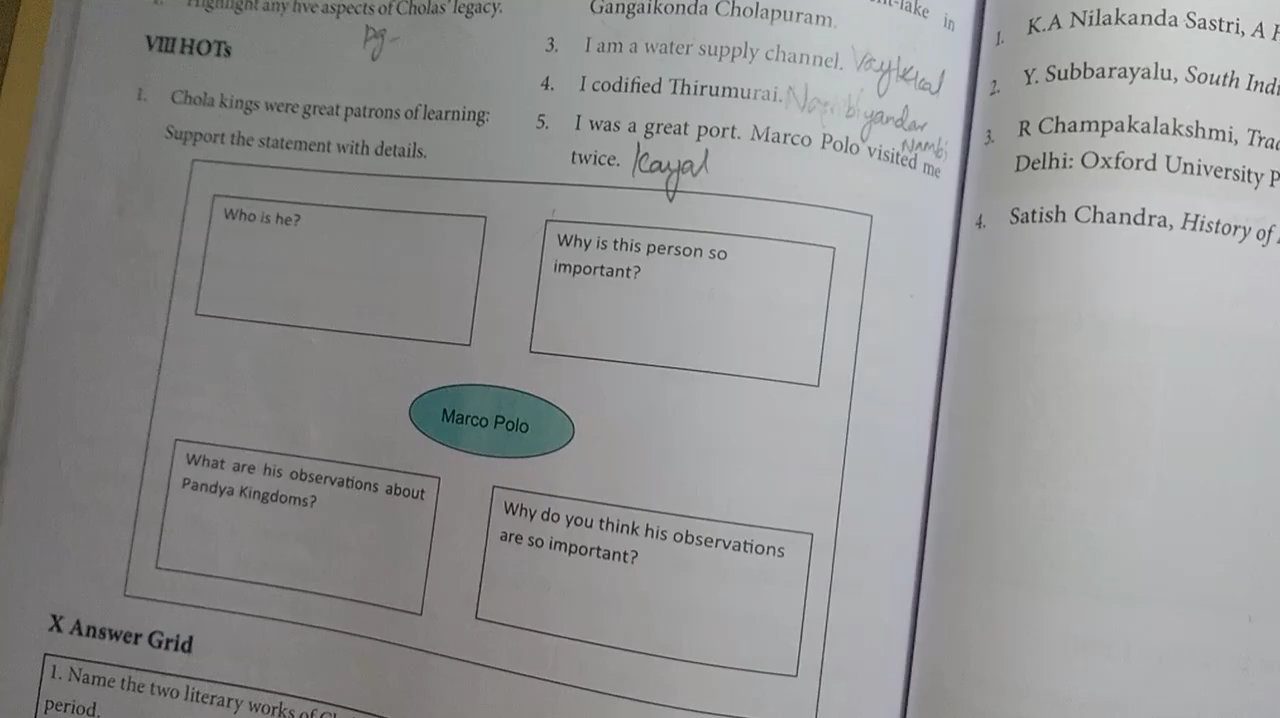 Highlight any five aspects of Cholas' legacy.
pg-
VIII HOTs
1. Chola kings were great patrons of learning:
Support the statement with details.
-lake in
Gangaikonda Cholapuram.
3. I am a water supply channel. Vaykkal
4. I codified Thirumurai. Nambiyandar
Nambi
5. I was a great port. Marco Polo visited me
twice. Kayal
Who is he?
Why is this person so
important?
Marco Polo
What are his observations about
Pandya Kingdoms?
Why do you think his observations
are so important?
X Answer Grid
1. Name the two literary works of
period.
1. K.A Nilakanda Sastri, A
2. Y. Subbarayalu, South
3. R Champakalakshmi,
Delhi: Oxford University
4. Satish Chandra, History of